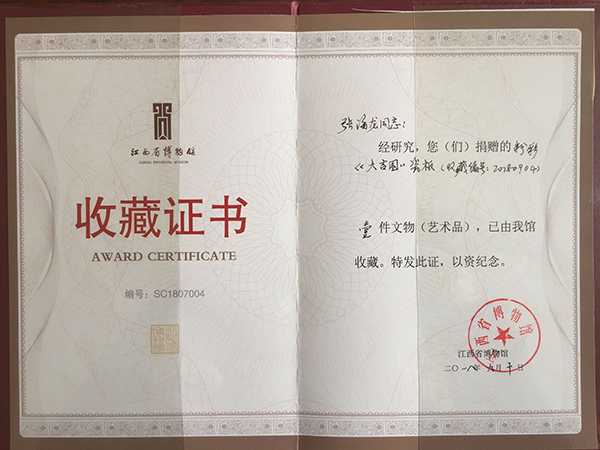 江西省博物馆
JIANGXI PROVINCIAL MUSEUM
收藏证书
AWARD CERTIFICATE
编号：SC1807004
张海龙同志：
经研究，您（们）捐赠的粉彩
《大吉图》瓷板（收藏编号：20180904）
壹件文物（艺术品），已由我馆
收藏。特发此证，以资纪念。
江西省博物馆
江西省博物馆
二〇一八年九月 日